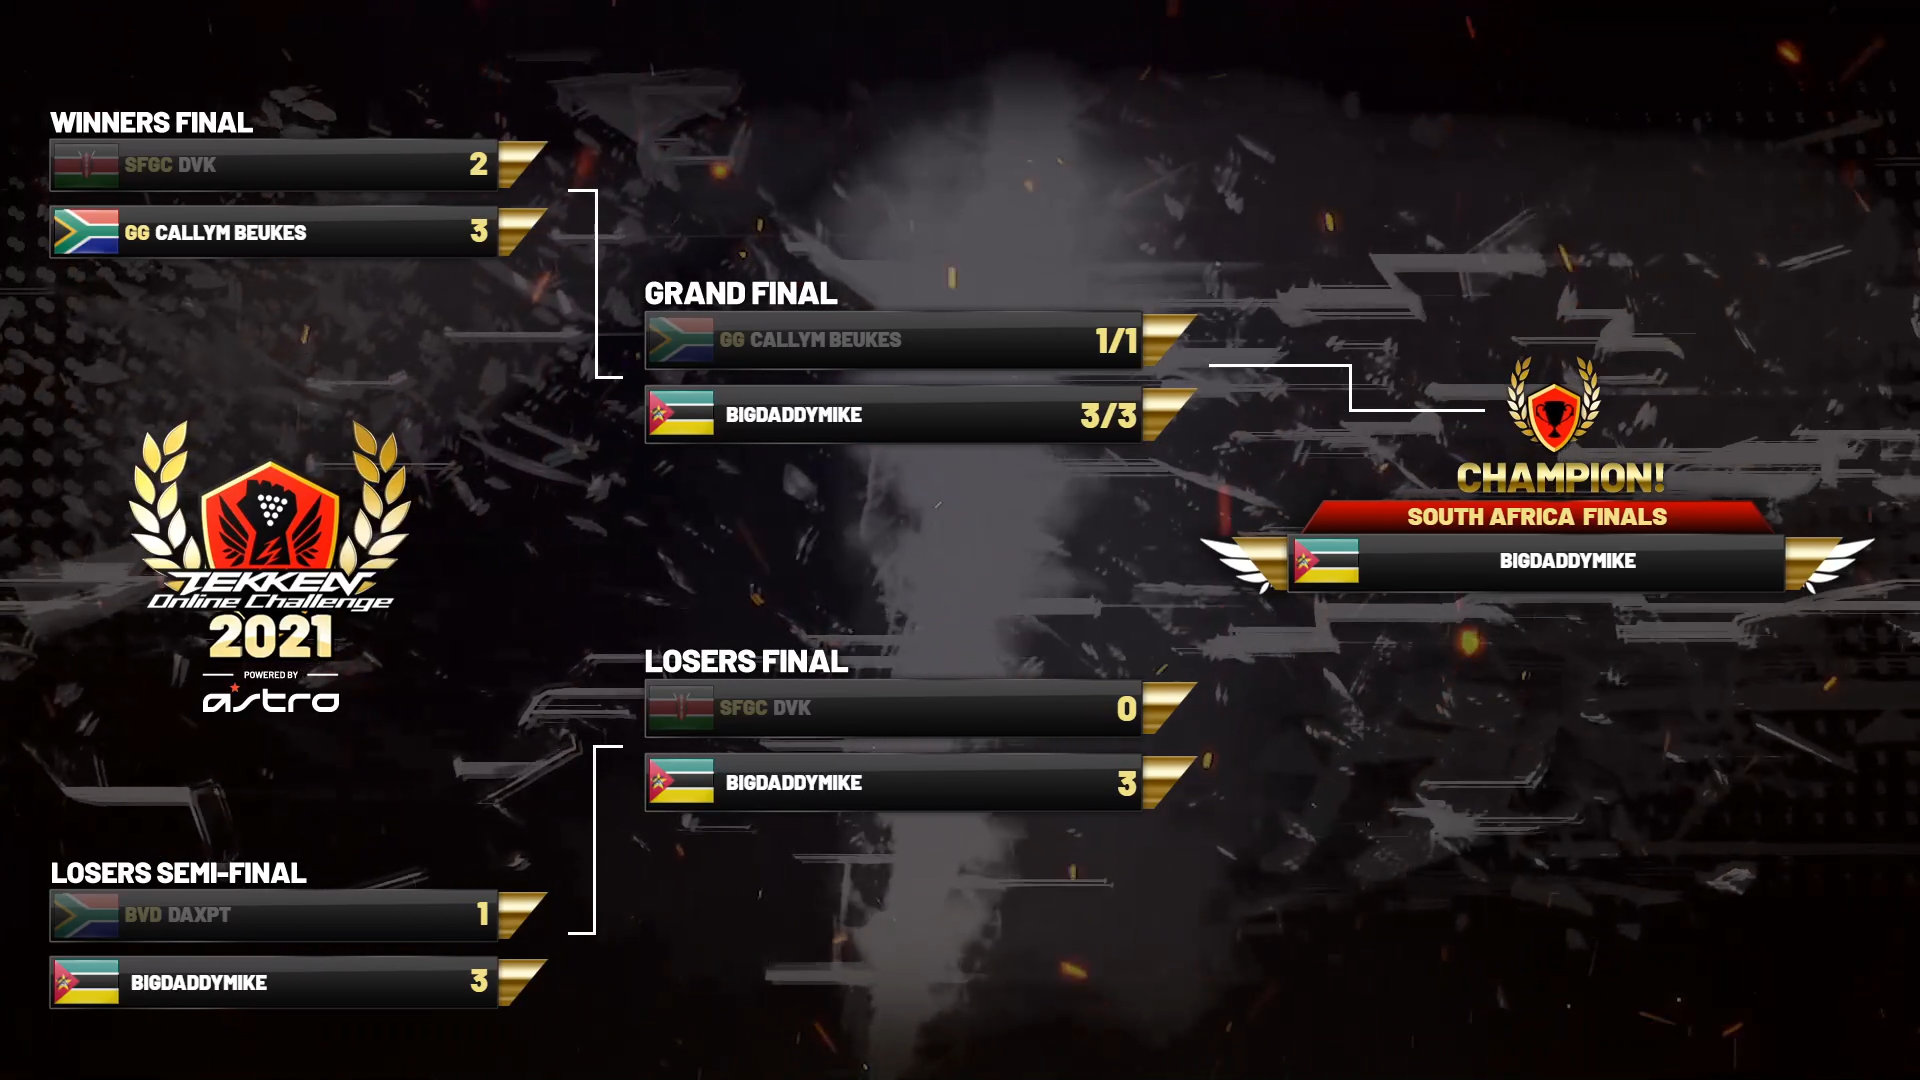 WINNERS FINAL
SFGC DVK 2
GG CALLYM BEUKES 3
GRAND FINAL
GG CALLYM BEUKES 1/1
BIGDADDYMIKE 3/3
CHAMPION!
SOUTH AFRICA FINALS
BIGDADDYMIKE
TEKKEN
Online Challenge
2021
POWERED BY
astro
LOSERS FINAL
SFGC DVK 0
BIGDADDYMIKE 3
LOSERS SEMI-FINAL
BVD DAXPT 1
BIGDADDYMIKE 3